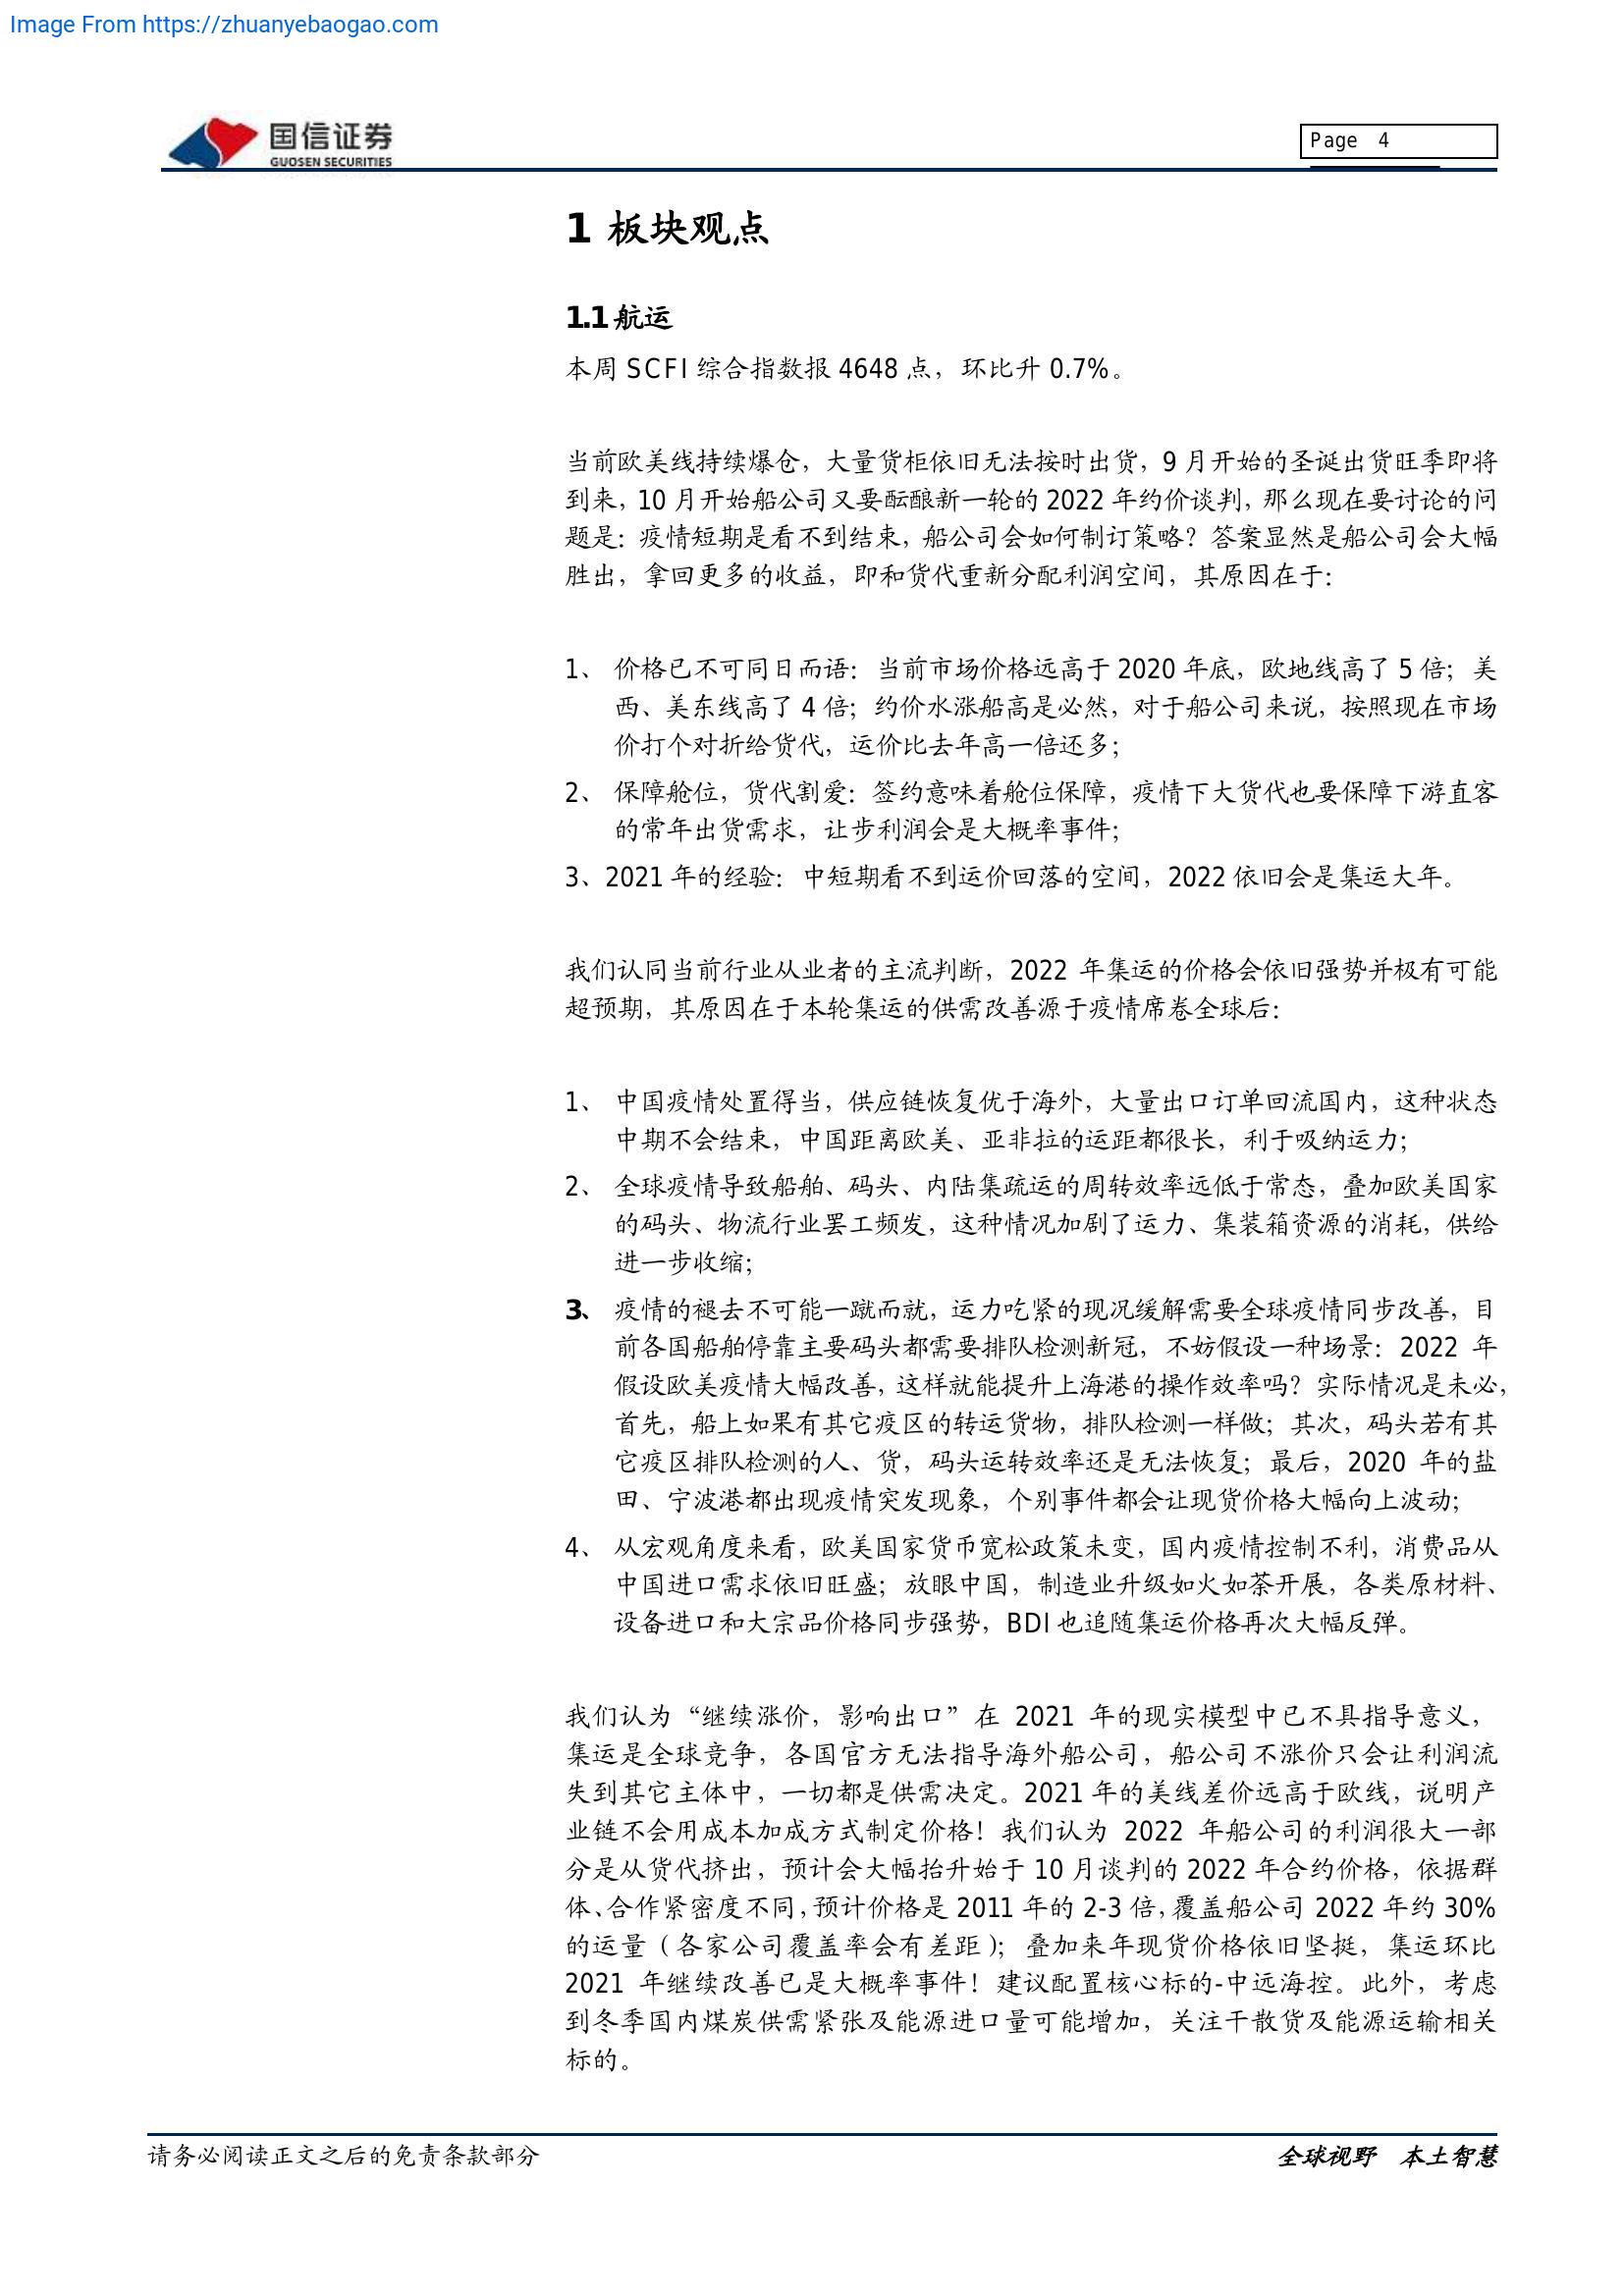 Image From https://zhuanyebaogao.com
国信证券
GUOSEN SECURITIES
Page 4
1 板块观点
1.1 航运
本周 SCFI 综合指数报 4648 点，环比升 0.7%。
当前欧美线持续爆仓，大量货柜依旧无法按时出货，9 月开始的圣诞出货旺季即将
到来，10 月开始船公司又要酝酿新一轮的 2022 年约价谈判，那么现在要讨论的问
题是：疫情短期是看不到结束，船公司会如何制订策略？答案显然是船公司会大幅
胜出，拿回更多的收益，即和货代重新分配利润空间，其原因在于：
1、 价格已不可同日而语：当前市场价格远高于 2020 年底，欧地线高了 5 倍；美
西、美东线高了 4 倍；约价水涨船高是必然，对于船公司来说，按照现在市场
价打个对折给货代，运价比去年高一倍还多；
2、 保障舱位，货代割爱：签约意味着舱位保障，疫情下大货代也要保障下游直客
的常年出货需求，让步利润会是大概率事件；
3、2021 年的经验：中短期看不到运价回落的空间，2022 依旧会是集运大年。
我们认同当前行业从业者的主流判断，2022 年集运的价格会依旧强势并极有可能
超预期，其原因在于本轮集运的供需改善源于疫情席卷全球后：
1、 中国疫情处置得当，供应链恢复优于海外，大量出口订单回流国内，这种状态
中期不会结束，中国距离欧美、亚非拉的运距都很长，利于吸纳运力；
2、 全球疫情导致船舶、码头、内陆集疏运的周转效率远低于常态，叠加欧美国家
的码头、物流行业罢工频发，这种情况加剧了运力、集装箱资源的消耗，供给
进一步收缩；
3、 疫情的褪去不可能一蹴而就，运力吃紧的现况缓解需要全球疫情同步改善，目
前各国船舶停靠主要码头都需要排队检测新冠，不妨假设一种场景：2022 年
假设欧美疫情大幅改善，这样就能提升上海港的操作效率吗？实际情况是未必，
首先，船上如果有其它疫区的转运货物，排队检测一样做；其次，码头若有其
它疫区排队检测的人、货，码头运转效率还是无法恢复；最后，2020 年的盐
田、宁波港都出现疫情突发现象，个别事件都会让现货价格大幅向上波动；
4、 从宏观角度来看，欧美国家货币宽松政策未变，国内疫情控制不利，消费品从
中国进口需求依旧旺盛；放眼中国，制造业升级如火如荼开展，各类原材料、
设备进口和大宗品价格同步强势，BDI 也追随集运价格再次大幅反弹。
我们认为“继续涨价，影响出口”在 2021 年的现实模型中已不具指导意义，
集运是全球竞争，各国官方无法指导海外船公司，船公司不涨价只会让利润流
失到其它主体中，一切都是供需决定。2021 年的美线差价远高于欧线，说明产
业链不会用成本加成方式制定价格！我们认为 2022 年船公司的利润很大一部
分是从货代挤出，预计会大幅抬升始于 10 月谈判的 2022 年合约价格，依据群
体、合作紧密度不同，预计价格是 2011 年的 2-3 倍，覆盖船公司 2022 年约 30%
的运量（各家公司覆盖率会有差距）；叠加来年现货价格依旧坚挺，集运环比
2021 年继续改善已是大概率事件！建议配置核心标的-中远海控。此外，考虑
到冬季国内煤炭供需紧张及能源进口量可能增加，关注干散货及能源运输相关
标的。
请务必阅读正文之后的免责条款部分
全球视野 本土智慧